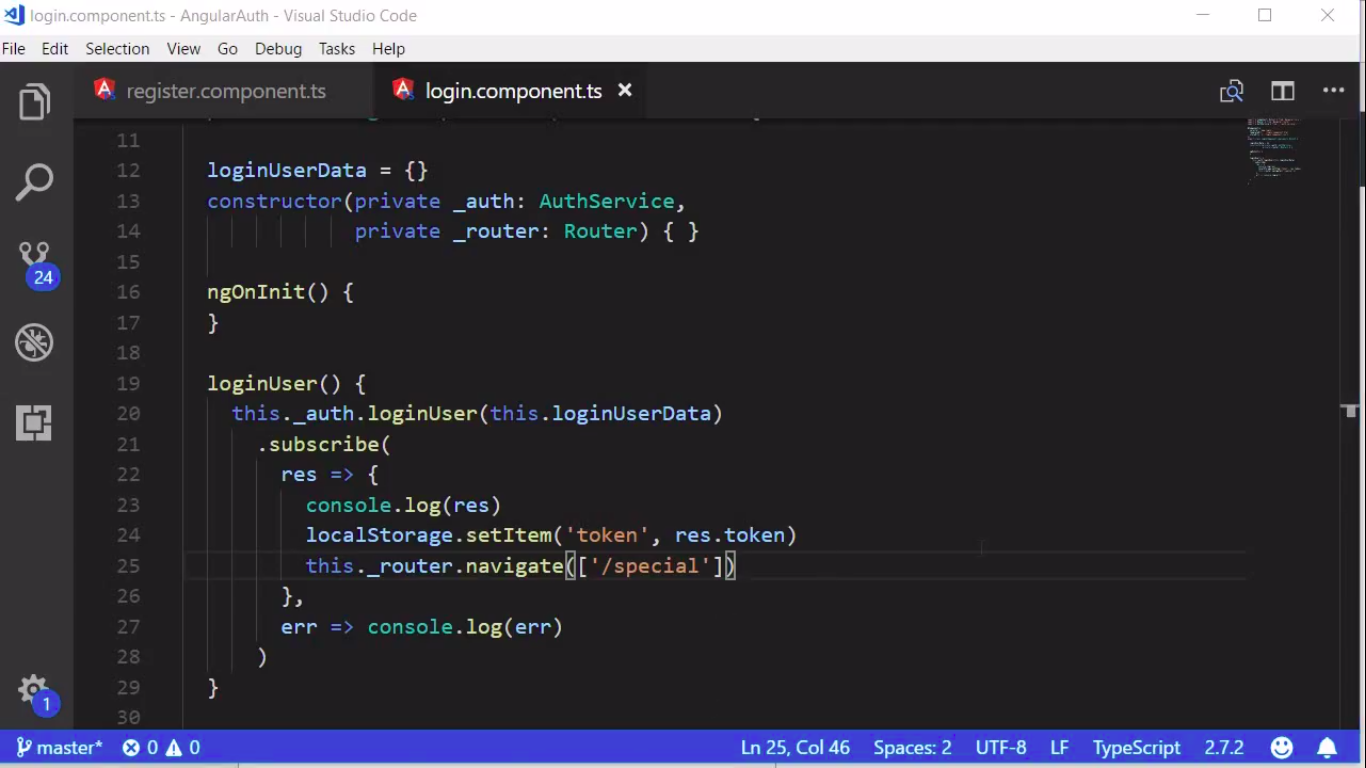 login.component.ts - AngularAuth - Visual Studio Code
File Edit Selection View Go Debug Tasks Help
register.component.ts login.component.ts
11
12 loginUserData = {}
13 constructor(private _auth: AuthService,
14 private _router: Router) { }
15
16 ngOnInit() {
17 }
18
19 loginUser() {
20 this._auth.loginUser(this.loginUserData)
21 .subscribe(
22 res => {
23 console.log(res)
24 localStorage.setItem('token', res.token)
25 this._router.navigate(['/special'])
26 },
27 err => console.log(err)
28 )
29 }
30
24
1
master* 0 0 Ln 25, Col 46 Spaces: 2 UTF-8 LF TypeScript 2.7.2